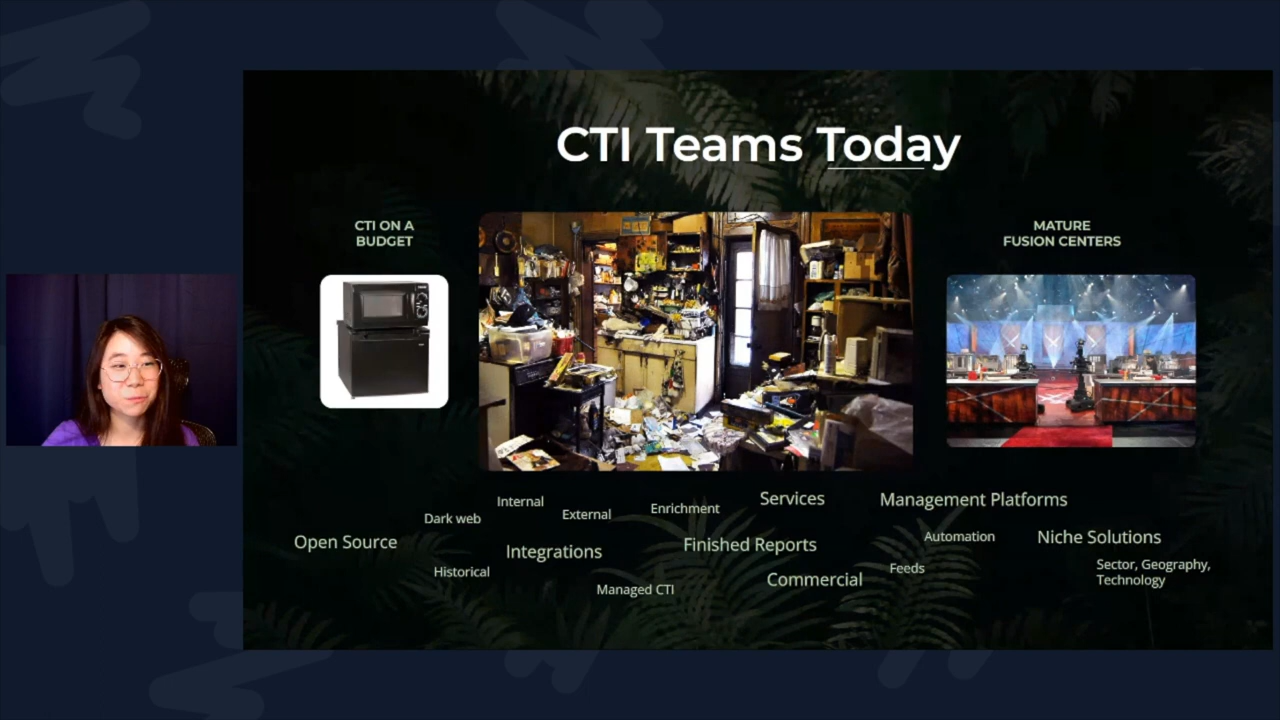 CTI Teams Today
CTI ON A
BUDGET
MATURE
FUSION CENTERS
Internal
External
Enrichment
Services
Management Platforms
Dark web
Open Source
Integrations
Finished Reports
Automation
Niche Solutions
Historical
Managed CTI
Commercial
Feeds
Sector, Geography,
Technology